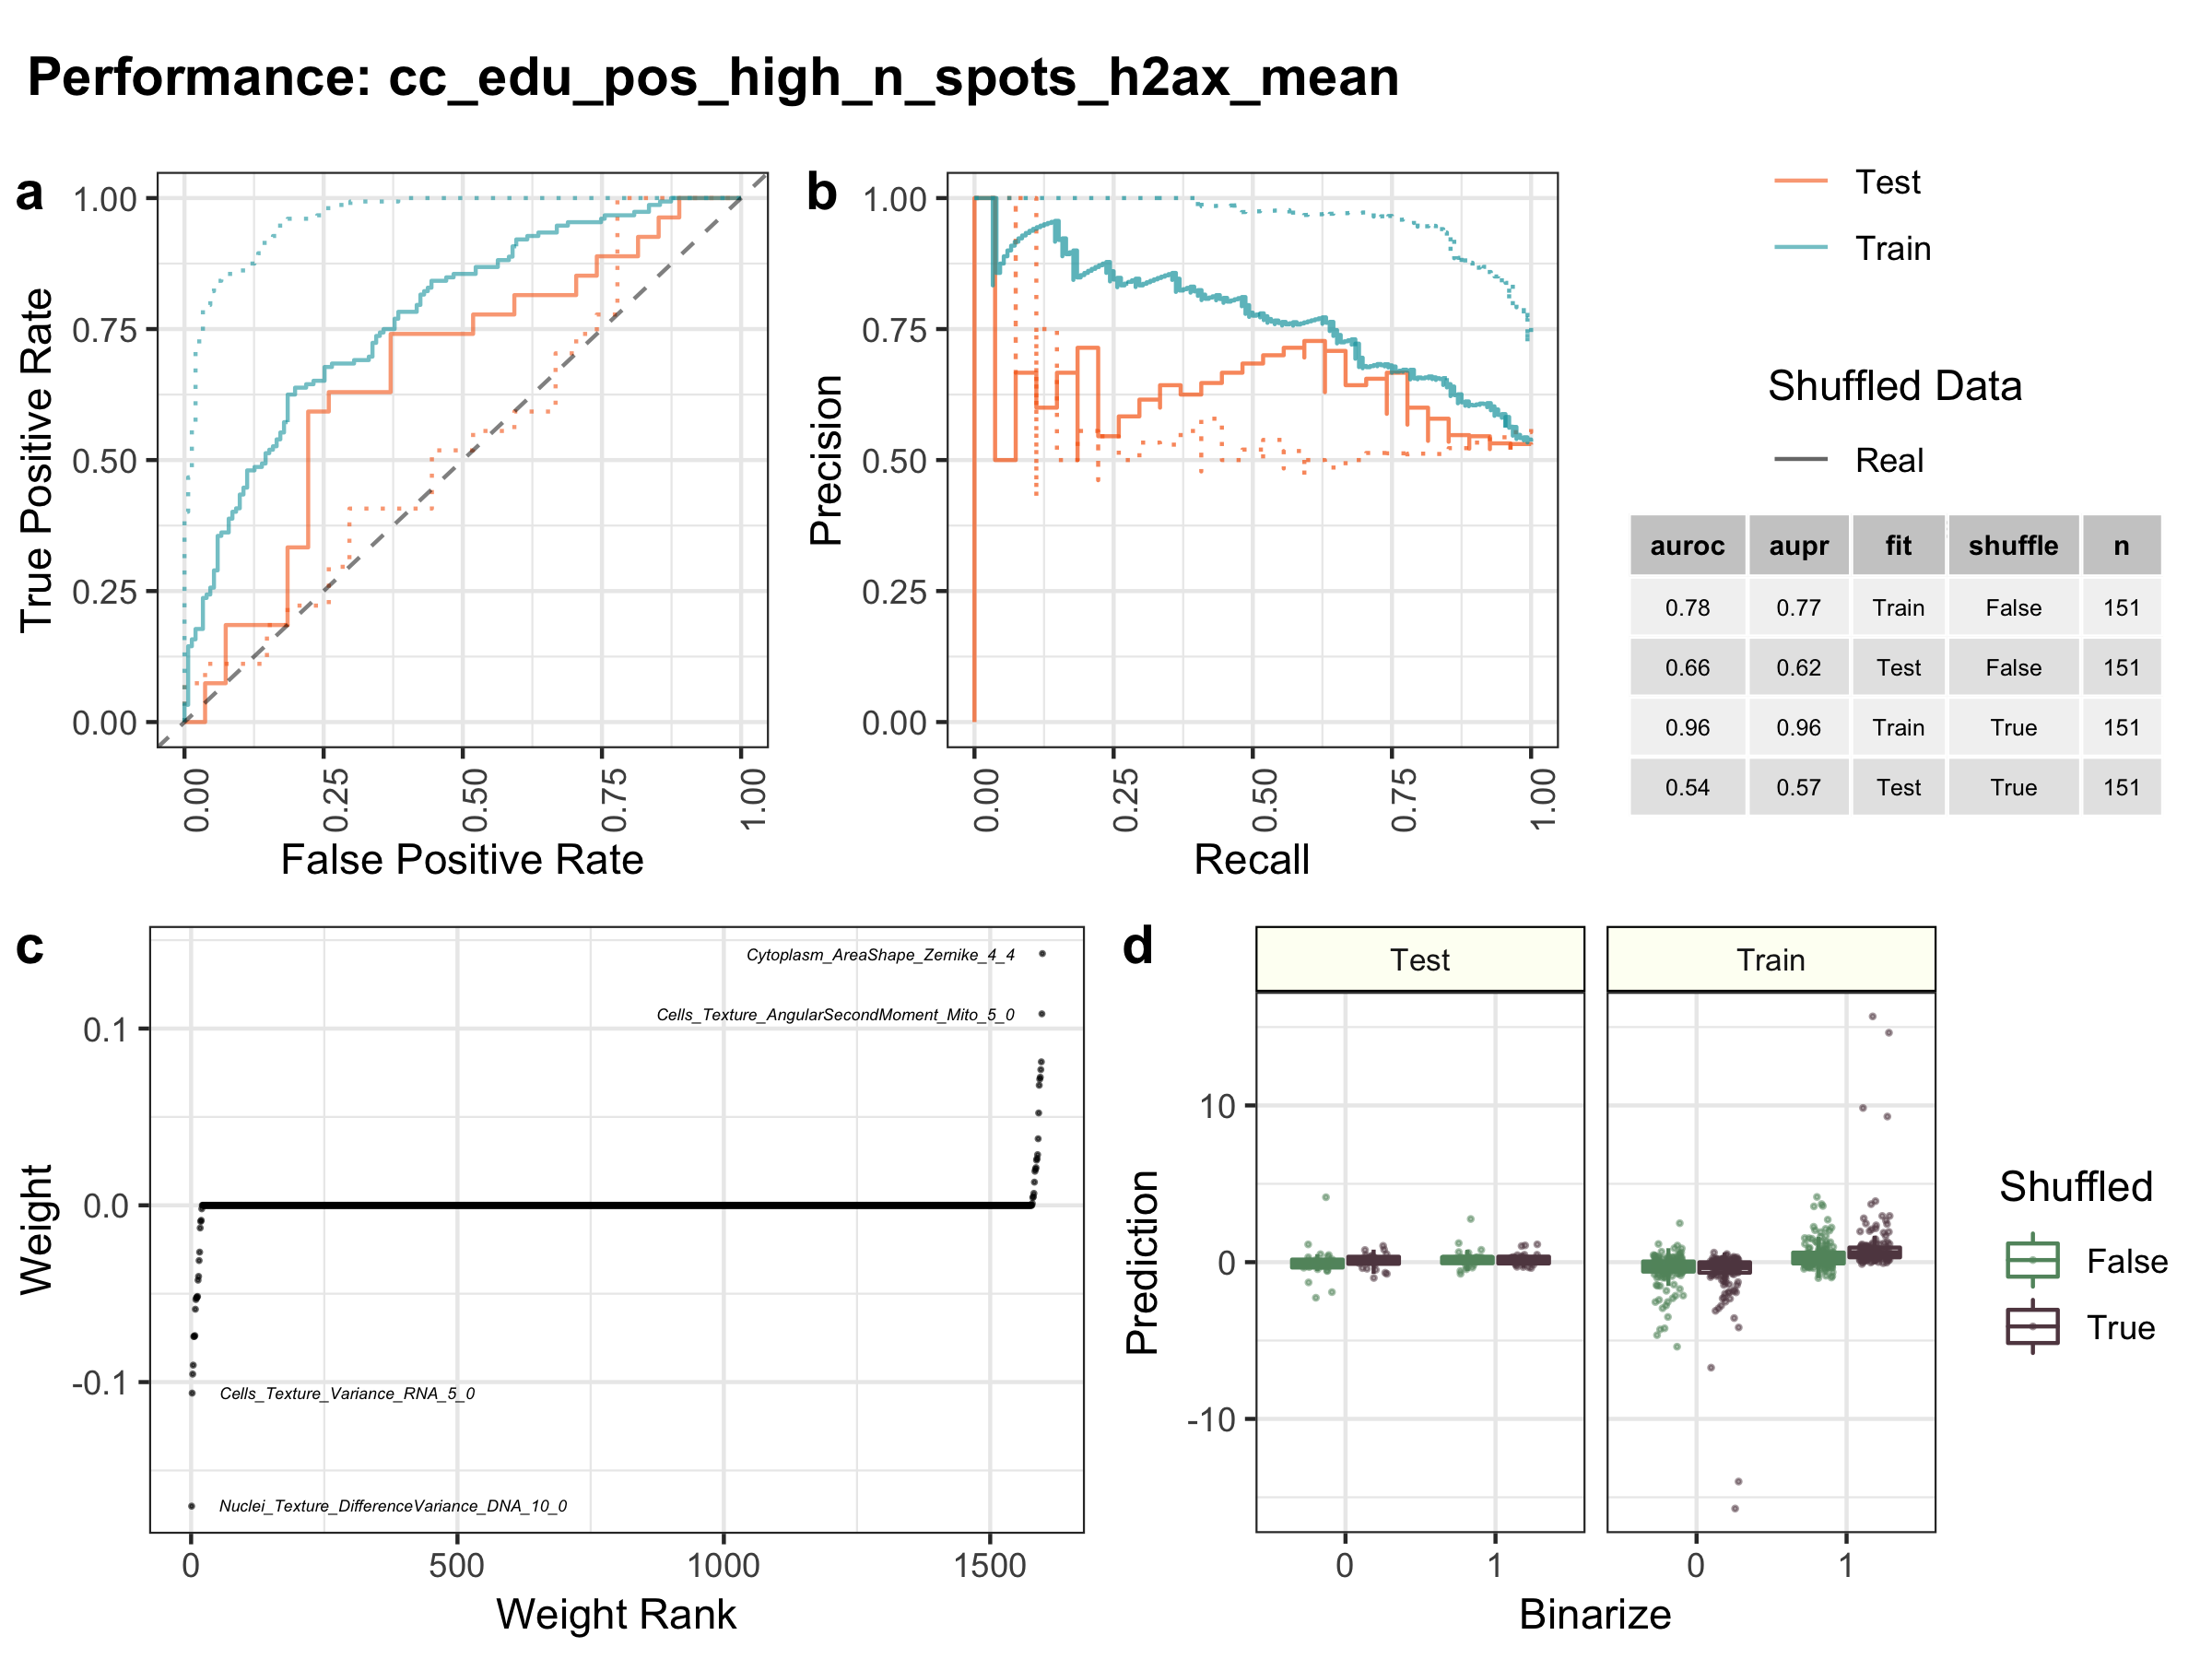 Performance: cc_edu_pos_high_n_spots_h2ax_mean
a
1.00
0.75
0.50
0.25
0.00
True Positive Rate
0.00 0.25 0.50 0.75 1.00
False Positive Rate
b
1.00
0.75
0.50
0.25
0.00
Precision
0.00 0.25 0.50 0.75 1.00
Recall
Test
Train
Shuffled Data
Real
auroc aupr fit shuffle n
0.78 0.77 Train False 151
0.66 0.62 Test False 151
0.96 0.96 Train True 151
0.54 0.57 Test True 151
c
Cytoplasm_AreaShape_Zernike_4_4
Cells_Texture_AngularSecondMoment_Mito_5_0
0.1
0.0
-0.1
Weight
Cells_Texture_Variance_RNA_5_0
Nuclei_Texture_DifferenceVariance_DNA_10_0
0 500 1000 1500
Weight Rank
d
Test Train
10
0
-10
Prediction
0 1 0 1
Binarize
Shuffled
False
True